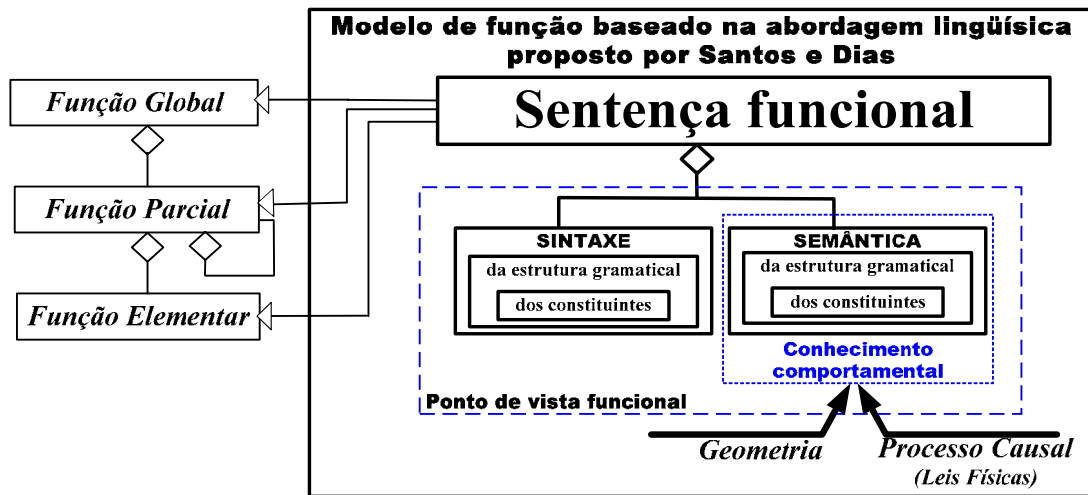 Modelo de função baseado na abordagem lingüísica
proposto por Santos e Dias
Função Global
Sentença funcional
Função Parcial
Função Elementar
SINTAXE
da estrutura gramatical
dos constituintes
SEMÂNTICA
da estrutura gramatical
dos constituintes
Conhecimento
comportamental
Ponto de vista funcional
Geometria
Processo Causal
(Leis Físicas)